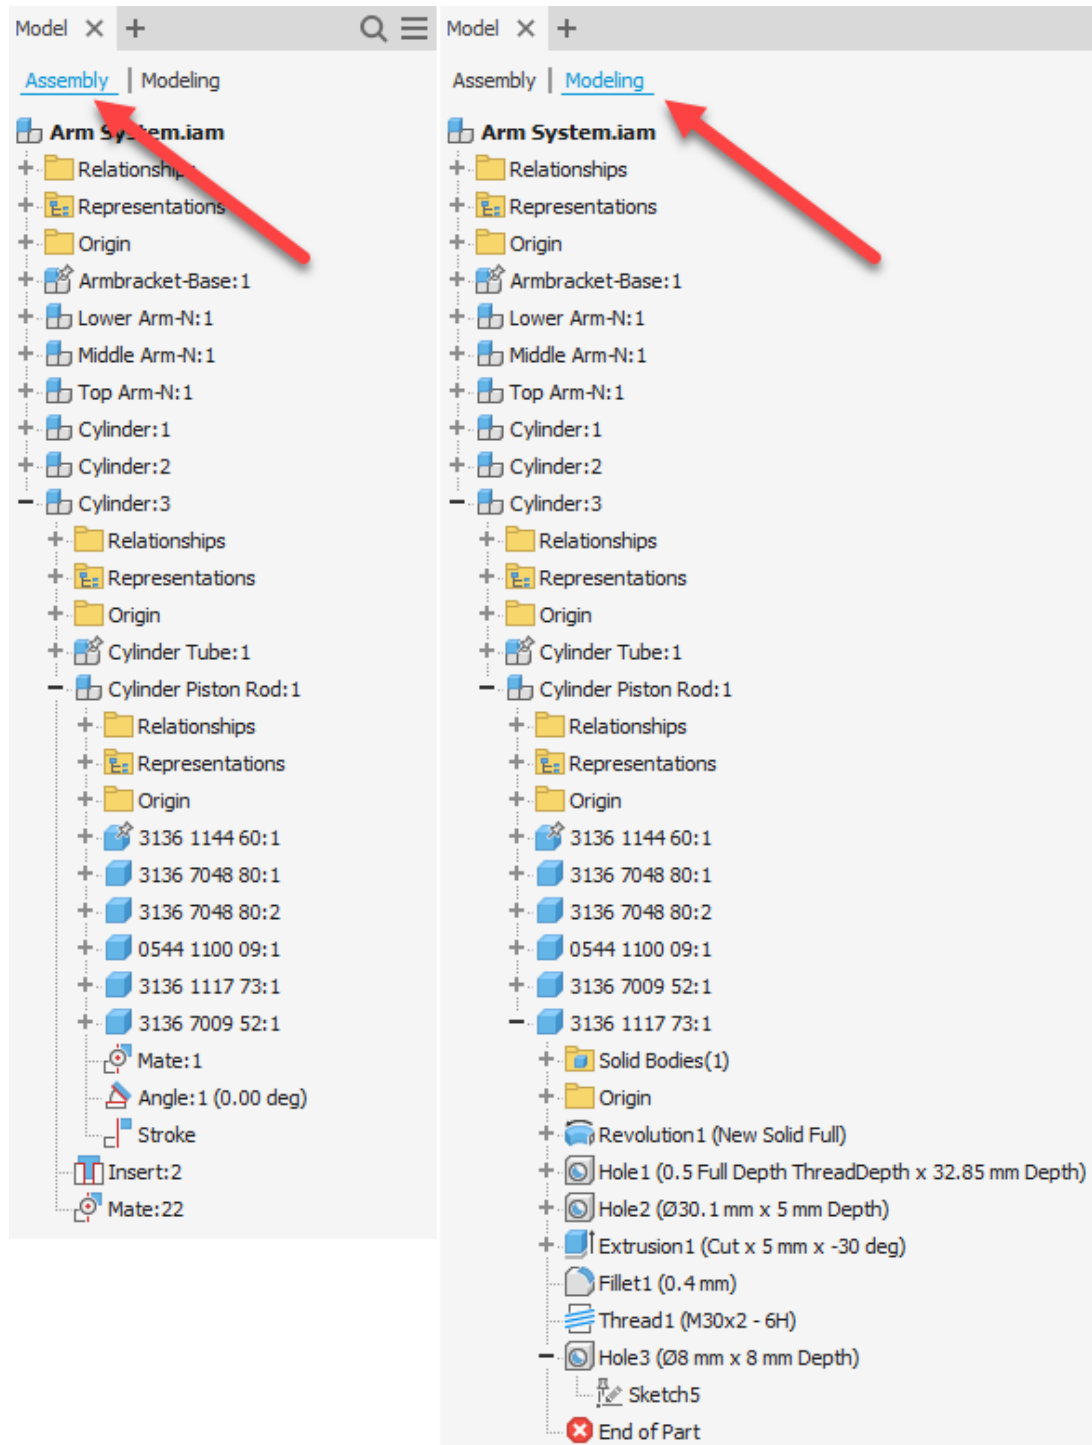 Model
Assembly | Modeling
Arm System.iam
Relationships
Representations
Origin
Armbracket-Base:1
Lower Arm-N:1
Middle Arm-N:1
Top Arm-N:1
Cylinder:1
Cylinder:2
Cylinder:3
Relationships
Representations
Origin
Cylinder Tube:1
Cylinder Piston Rod:1
Relationships
Representations
Origin
3136 1144 60:1
3136 7048 80:1
3136 7048 80:2
0544 1100 09:1
3136 1117 73:1
3136 7009 52:1
Mate:1
Angle:1 (0.00 deg)
Stroke
Insert:2
Mate:22
Model
Assembly | Modeling
Arm System.iam
Relationships
Representations
Origin
Armbracket-Base:1
Lower Arm-N:1
Middle Arm-N:1
Top Arm-N:1
Cylinder:1
Cylinder:2
Cylinder:3
Relationships
Representations
Origin
Cylinder Tube:1
Cylinder Piston Rod:1
Relationships
Representations
Origin
3136 1144 60:1
3136 7048 80:1
3136 7048 80:2
0544 1100 09:1
3136 7009 52:1
3136 1117 73:1
Solid Bodies(1)
Origin
Revolution1 (New Solid Full)
Hole1 (0.5 Full Depth ThreadDepth x 32.85 mm Depth)
Hole2 (Ø30.1 mm x 5 mm Depth)
Extrusion1 (Cut x 5 mm x -30 deg)
Fillet1 (0.4 mm)
Thread1 (M30x2 - 6H)
Hole3 (Ø8 mm x 8 mm Depth)
Sketch5
End of Part